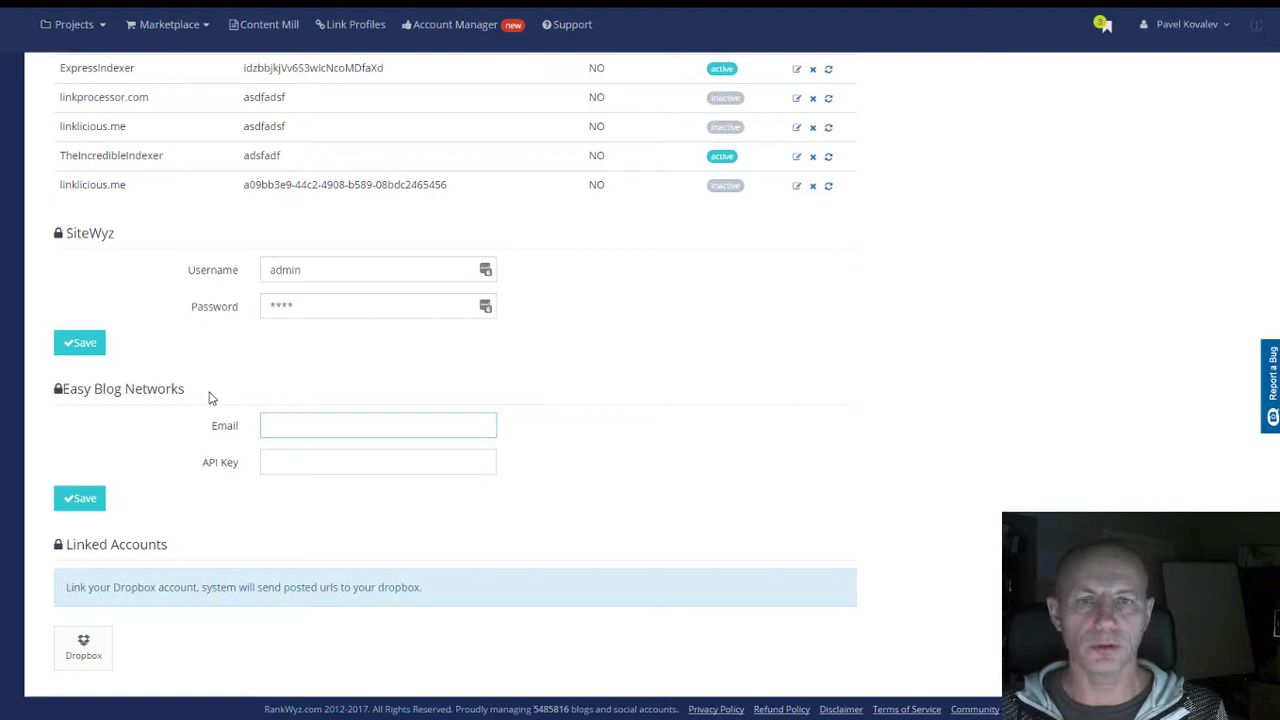 Projects Marketplace Content Mill Link Profiles Account Manager new Support 3 Pavel Kovalev
ExpressIndexer idzbbjkjVv6S3wIcNcoMDfaXd NO active
linkprocessor.com asdfadsf NO inactive
linklicious.me asdfadsf NO inactive
TheIncredibleIndexer adsfadf NO active
linklicious.me a09bb3e9-44c2-4908-b589-08bdc2465456 NO inactive
SiteWyz
Username admin
Password ****
Save
Report a Bug
Easy Blog Networks
Email
API Key
Save
Linked Accounts
Link your Dropbox account, system will send posted urls to your dropbox.
Dropbox
RankWyz.com 2012-2017. All Rights Reserved. Proudly managing 5485816 blogs and social accounts. Privacy Policy Refund Policy Disclaimer Terms of Service Community